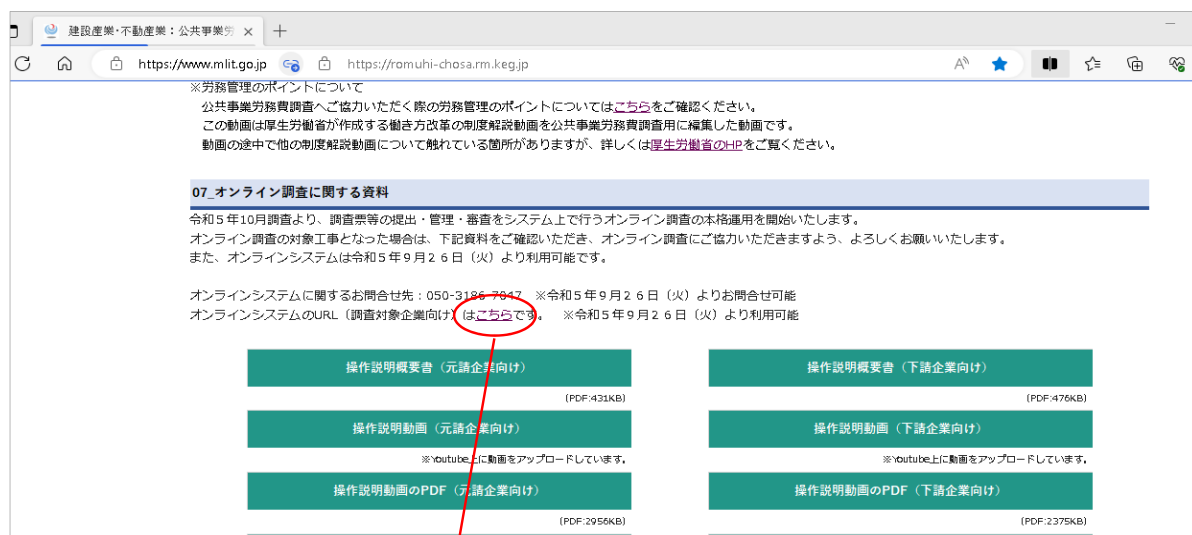 建設産業・不動産業：公共事業労
https://www.mlit.go.jp https://romuhi-chosa.rm.keg.jp
※労務管理のポイントについて
公共事業労務費調査へご協力いただく際の労務管理のポイントについてはこちらをご確認ください。
この動画は厚生労働省が作成する働き方改革の制度解説動画を公共事業労務費調査用に編集した動画です。
動画の途中で他の制度解説動画について触れている箇所がありますが、詳しくは厚生労働省のHPをご覧ください。
07_オンライン調査に関する資料
令和5年10月調査より、調査票等の提出・管理・審査をシステム上で行うオンライン調査の本格運用を開始いたします。
オンライン調査の対象工事となった場合は、下記資料をご確認いただき、オンライン調査にご協力いただきますよう、よろしくお願いいたします。
また、オンラインシステムは令和5年9月26日（火）より利用可能です。
オンラインシステムに関するお問合せ先：050-3186-7047　※令和5年9月26日（火）よりお問合せ可能
オンラインシステムのURL（調査対象企業向け）はこちらです。　※令和5年9月26日（火）より利用可能
操作説明概要書（元請企業向け）
操作説明概要書（下請企業向け）
(PDF:431KB)
(PDF:476KB)
操作説明動画（元請企業向け）
操作説明動画（下請企業向け）
※Youtube上に動画をアップロードしています。
※Youtube上に動画をアップロードしています。
操作説明動画のPDF（元請企業向け）
操作説明動画のPDF（下請企業向け）
(PDF:2956KB)
(PDF:2375KB)